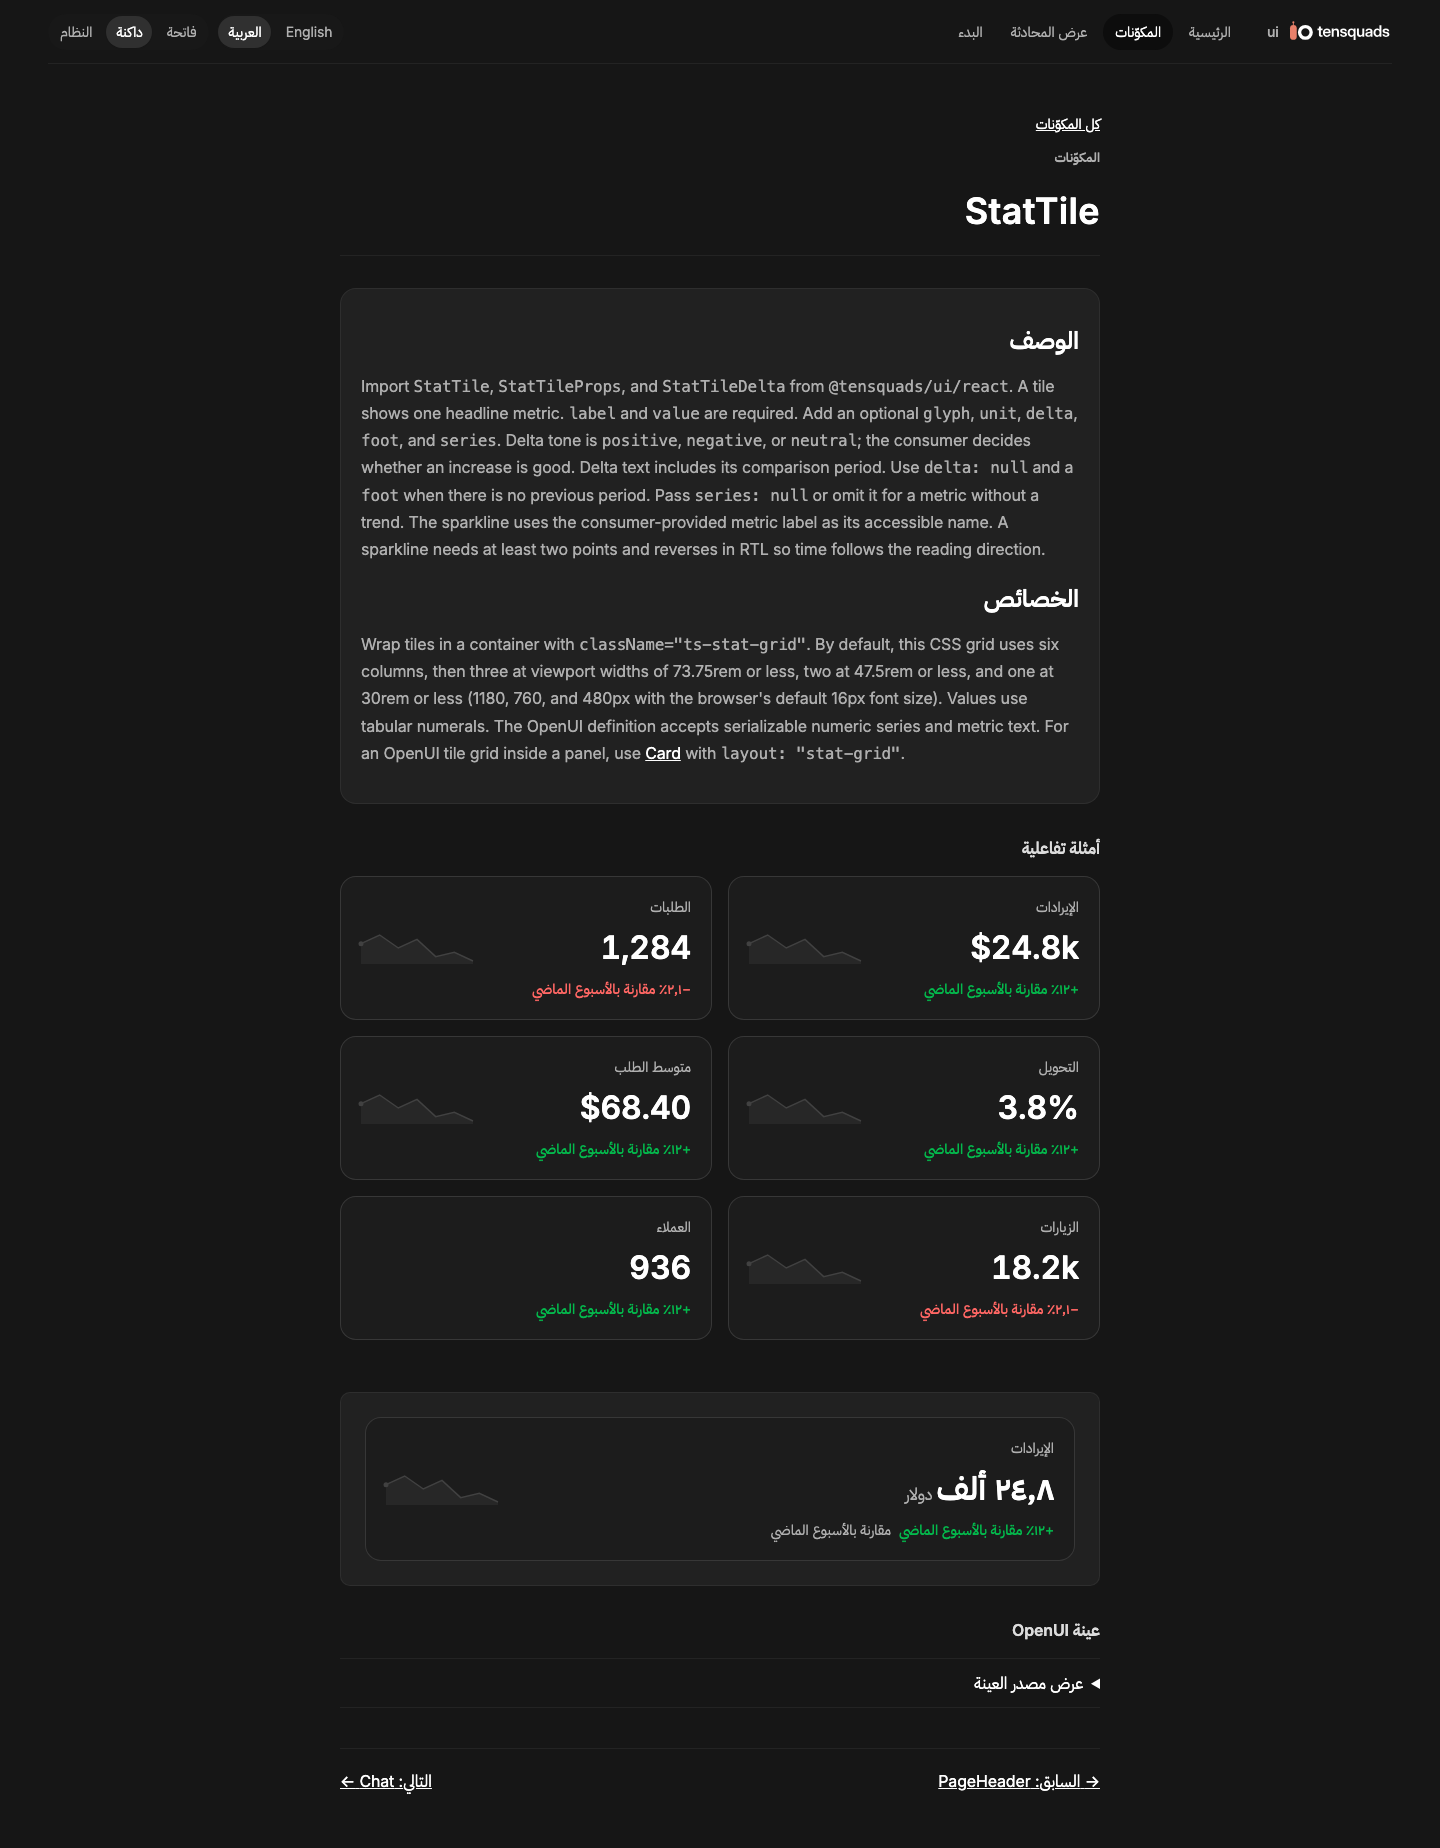 tensquads ui
الرئيسية
المكوّنات
عرض المحادثة
البدء
English
العربية
فاتحة
داكنة
النظام
كل المكوّنات
المكوّنات
StatTile
الوصف
Import StatTile, StatTileProps, and StatTileDelta from @tensquads/ui/react. A tile
shows one headline metric. label and value are required. Add an optional glyph, unit, delta,
foot, and series. Delta tone is positive, negative, or neutral; the consumer decides
whether an increase is good. Delta text includes its comparison period. Use delta: null and a
foot when there is no previous period. Pass series: null or omit it for a metric without a
trend. The sparkline uses the consumer-provided metric label as its accessible name. A
sparkline needs at least two points and reverses in RTL so time follows the reading direction.
الخصائص
Wrap tiles in a container with className="ts-stat-grid". By default, this CSS grid uses six
columns, then three at viewport widths of 73.75rem or less, two at 47.5rem or less, and one at
30rem or less (1180, 760, and 480px with the browser's default 16px font size). Values use
tabular numerals. The OpenUI definition accepts serializable numeric series and metric text. For
an OpenUI tile grid inside a panel, use Card with layout: "stat-grid".
أمثلة تفاعلية
الإيرادات
$24.8k
+١٢٪ مقارنة بالأسبوع الماضي
الطلبات
1,284
−٢,١٪ مقارنة بالأسبوع الماضي
التحويل
3.8%
+١٢٪ مقارنة بالأسبوع الماضي
متوسط الطلب
$68.40
+١٢٪ مقارنة بالأسبوع الماضي
الزيارات
18.2k
−٢,١٪ مقارنة بالأسبوع الماضي
العملاء
936
+١٢٪ مقارنة بالأسبوع الماضي
الإيرادات
٢٤,٨ ألف دولار
+١٢٪ مقارنة بالأسبوع الماضي مقارنة بالأسبوع الماضي
عينة OpenUI
عرض مصدر العينة
→ السابق: PageHeader
التالي: Chat ←